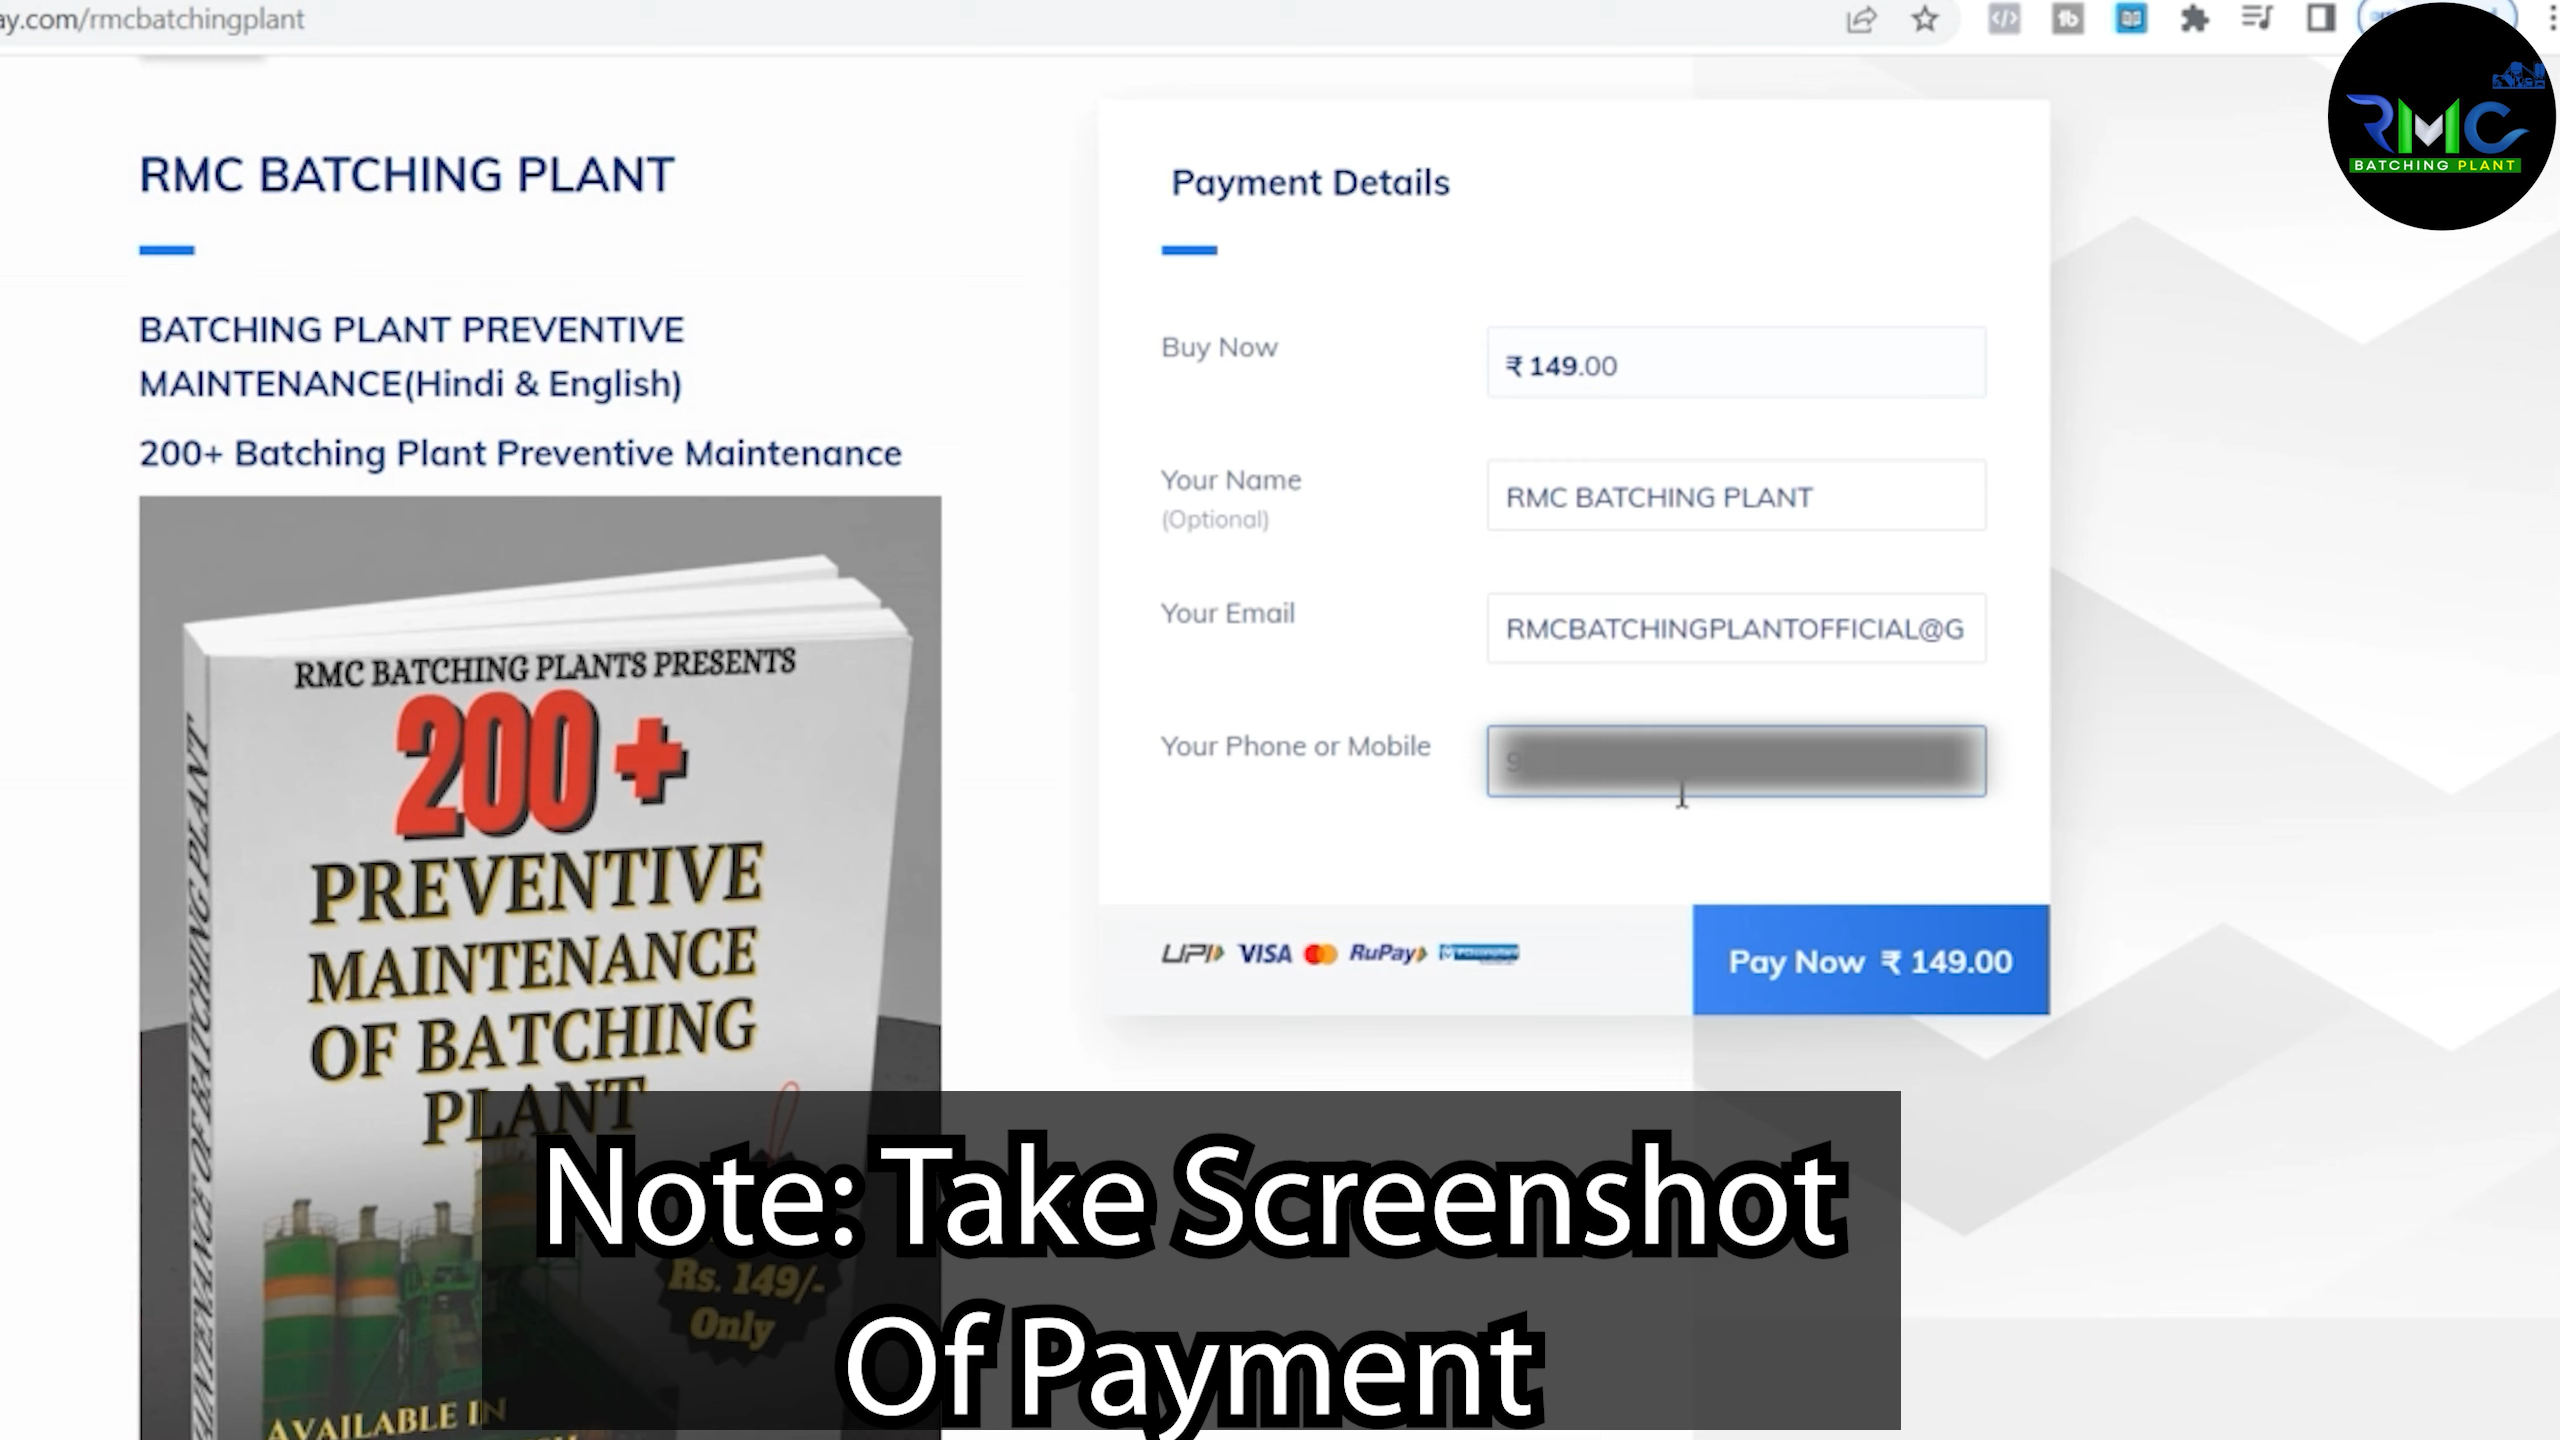 ay.com/rmcbatchingplant
RMC
BATCHING PLANT
RMC BATCHING PLANT
BATCHING PLANT PREVENTIVE
MAINTENANCE(Hindi & English)
200+ Batching Plant Preventive Maintenance
RMC BATCHING PLANTS PRESENTS
200 +
PREVENTIVE
MAINTENANCE
OF BATCHING
PLANT
Rs. 149/-
Only
AVAILABLE IN
Payment Details
Buy Now
₹ 149.00
Your Name
(Optional)
RMC BATCHING PLANT
Your Email
RMCBATCHINGPLANTOFFICIAL@G
Your Phone or Mobile
9
UPI VISA RuPay
Pay Now ₹ 149.00
Note: Take Screenshot
Of Payment